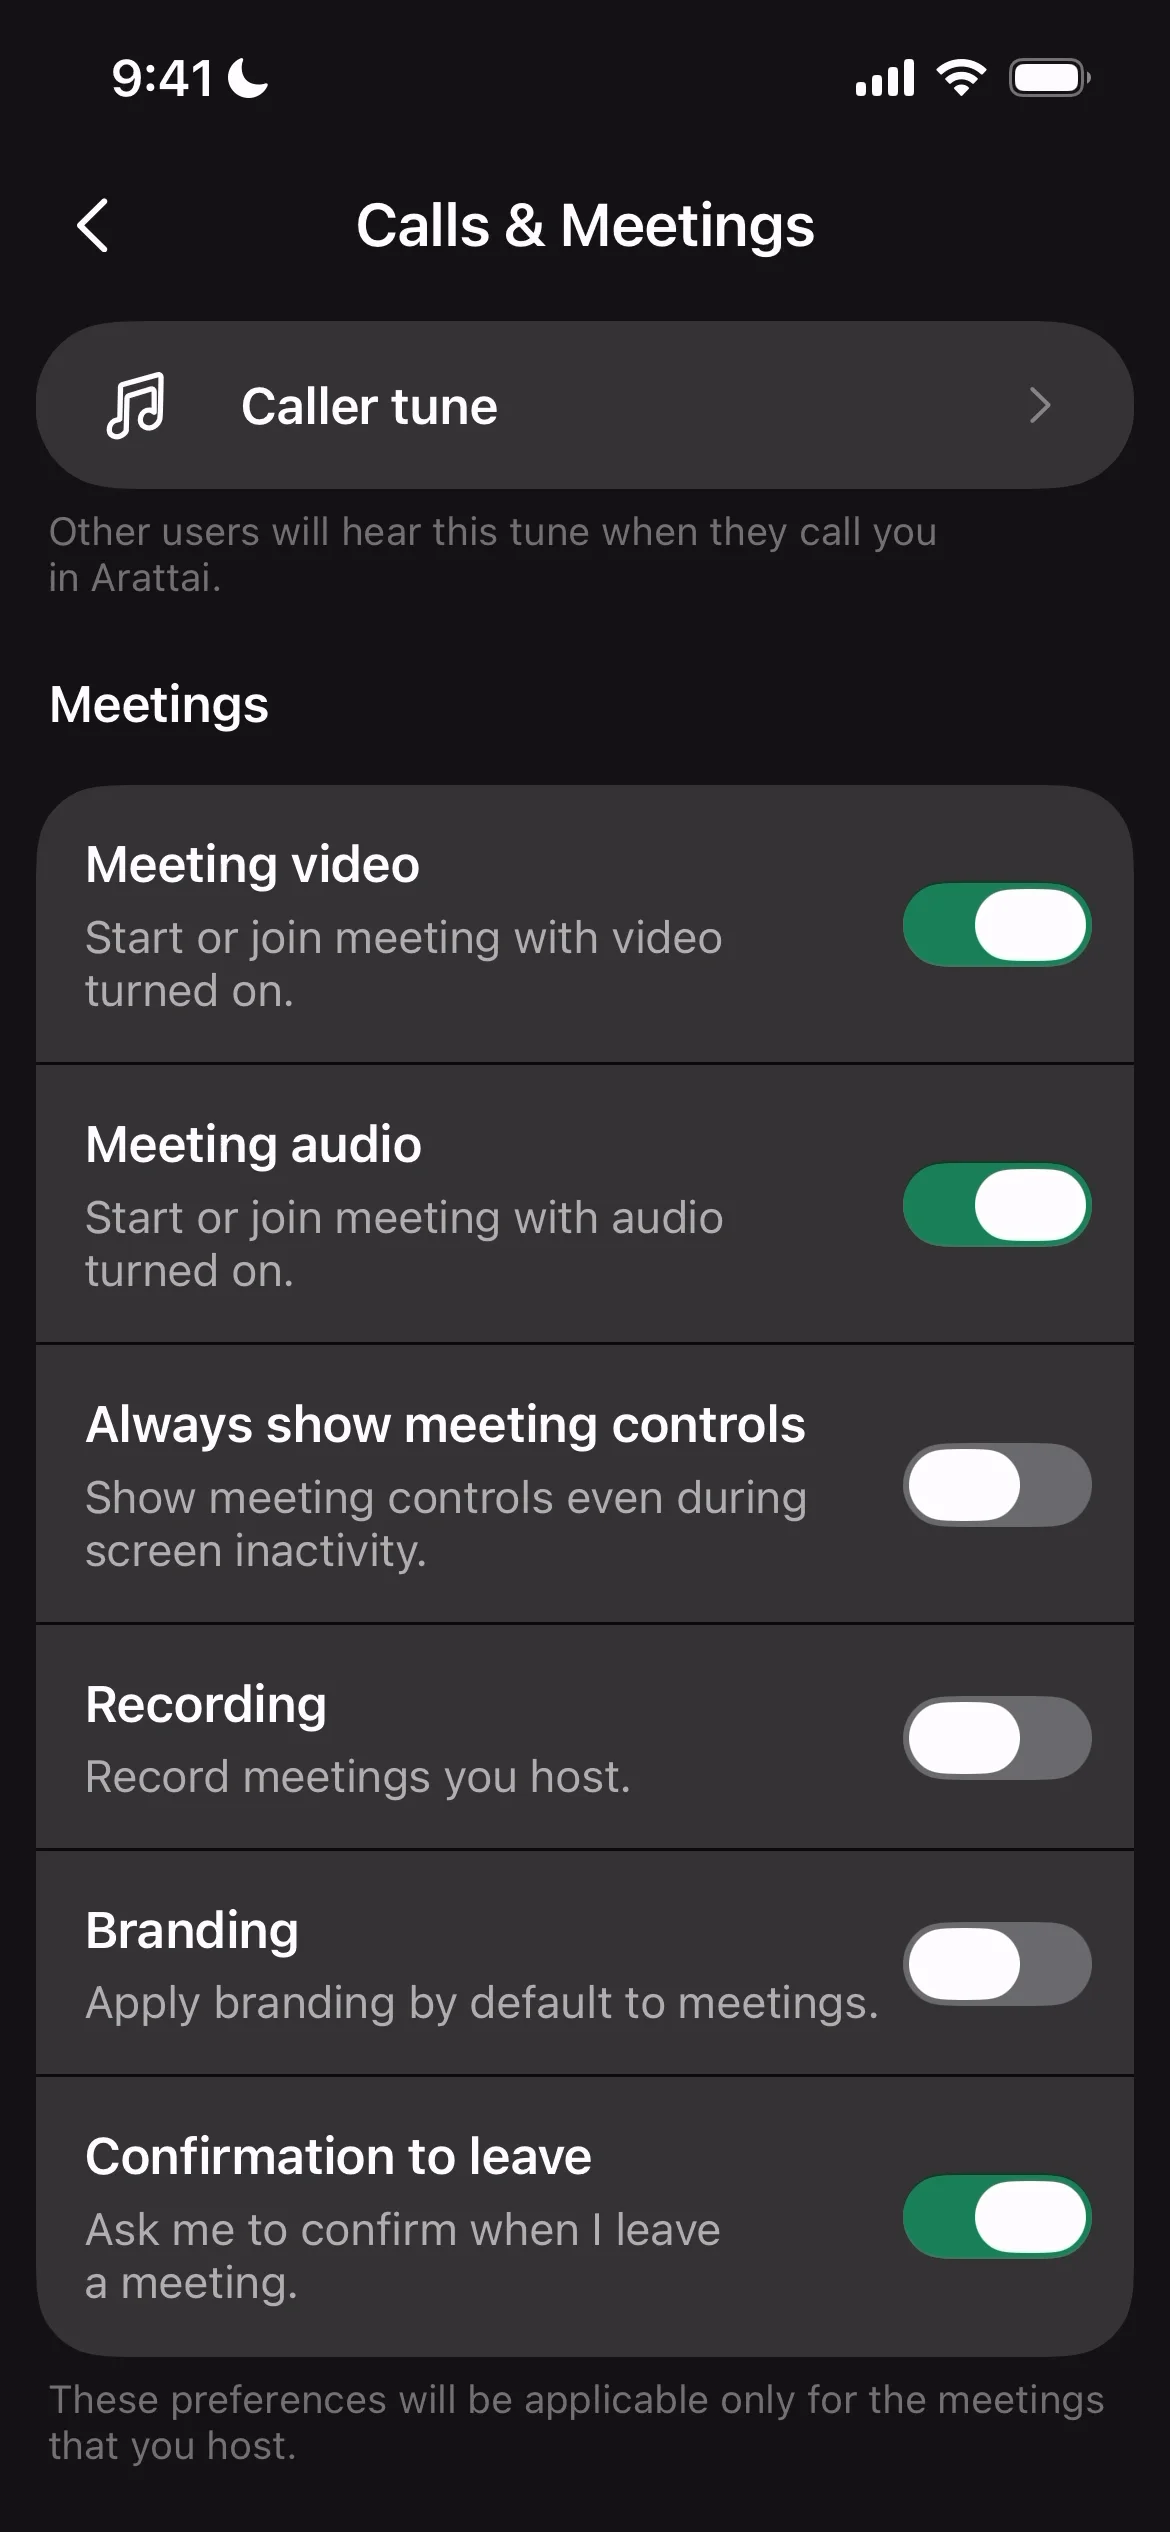 9:41
Calls & Meetings
Caller tune
Other users will hear this tune when they call you
in Arattai.
Meetings
Meeting video
Start or join meeting with video
turned on.
Meeting audio
Start or join meeting with audio
turned on.
Always show meeting controls
Show meeting controls even during
screen inactivity.
Recording
Record meetings you host.
Branding
Apply branding by default to meetings.
Confirmation to leave
Ask me to confirm when I leave
a meeting.
These preferences will be applicable only for the meetings
that you host.